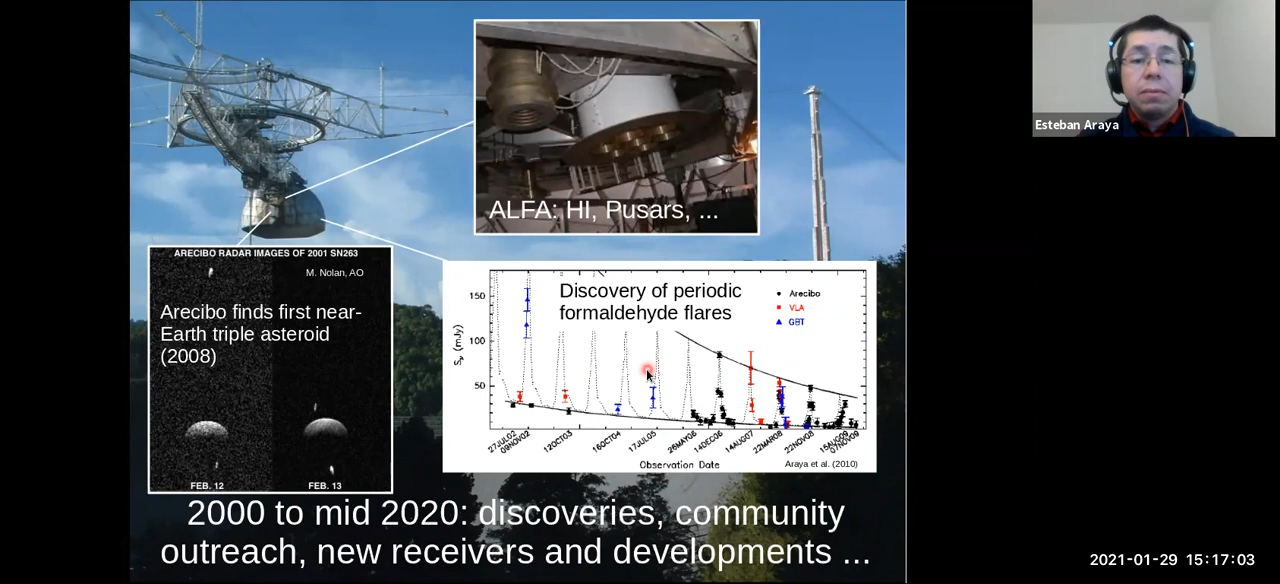 ALFA: HI, Pusars, ...
Esteban Araya
ARECIBO RADAR IMAGES OF 2001 SN263
M. Nolan, AO
Arecibo finds first near-
Earth triple asteroid
(2008)
FEB. 12
FEB. 13
Discovery of periodic
formaldehyde flares
Arecibo
VLA
GBT
150
100
50
Sν (mJy)
27JUL02
09NOV02
12OCT03
16OCT04
17JUL05
26MAY06
14DEC06
14AUG07
22MAR08
22NOV08
15AUG09
07NOV09
Observation Date
Araya et al. (2010)
2000 to mid 2020: discoveries, community
outreach, new receivers and developments ...
2021-01-29 15:17:03